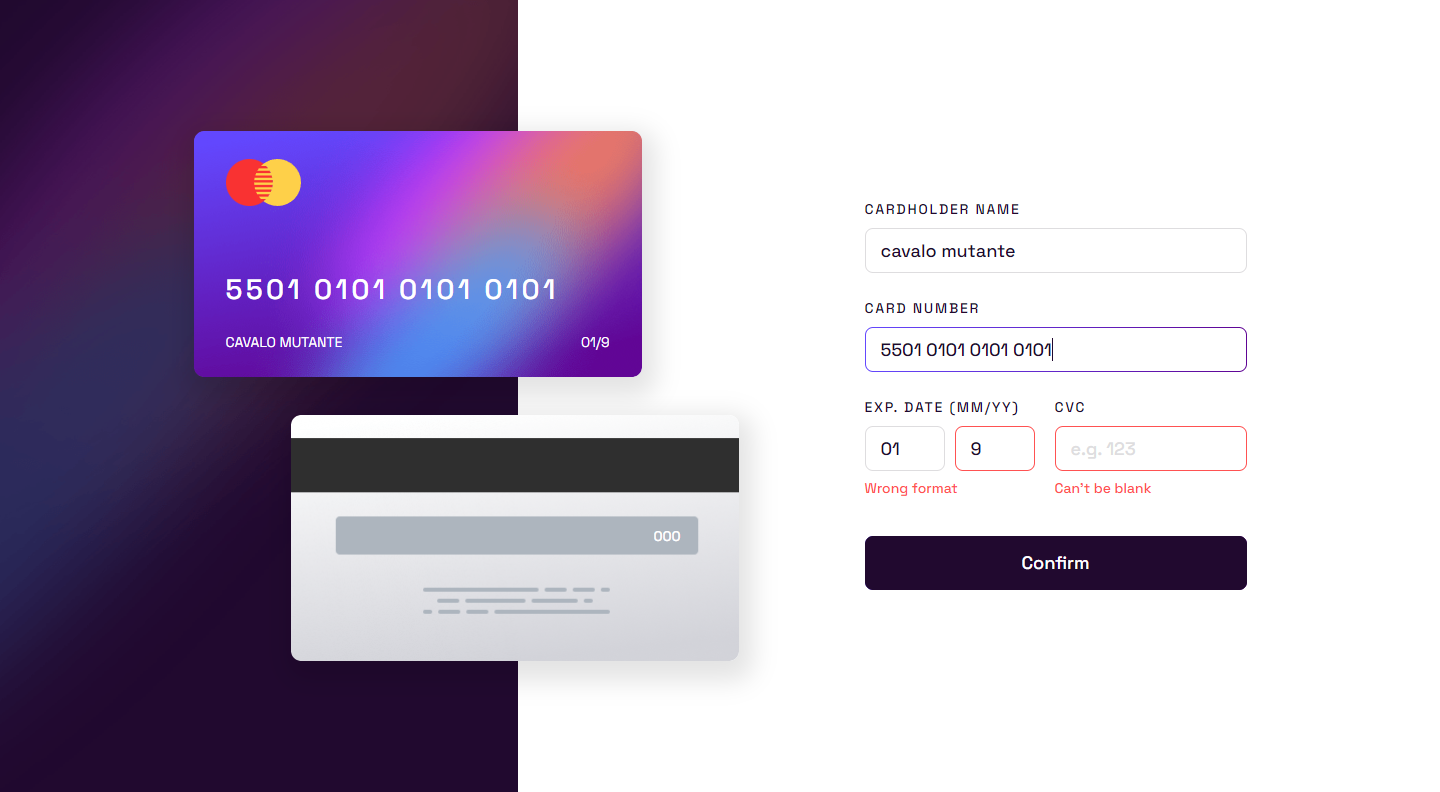 5501 0101 0101 0101
CAVALO MUTANTE 01/9
000
CARDHOLDER NAME
cavalo mutante
CARD NUMBER
5501 0101 0101 0101
EXP. DATE (MM/YY) CVC
01 9 e.g. 123
Wrong format Can't be blank
Confirm